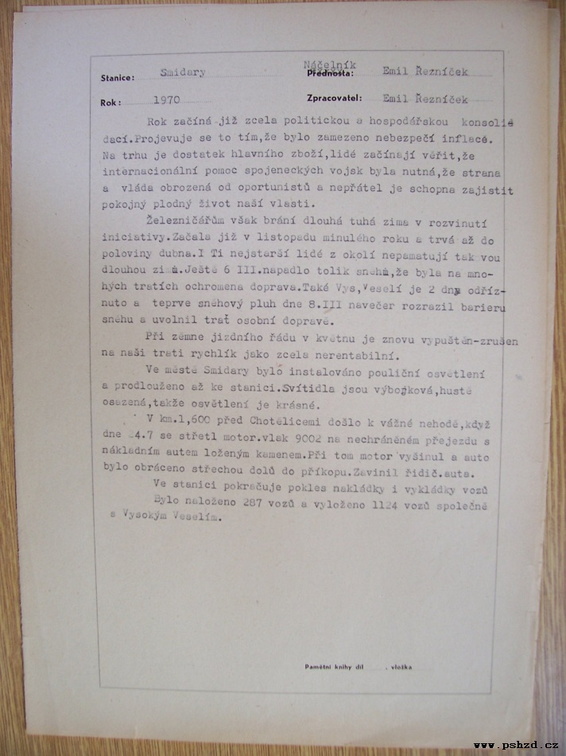 Stanice: Smidary
Náčelník
Přednosta: Emil Řezníček
Rok: 1970
Zpracovatel: Emil Řezníček
Rok začíná již zcela politickou a hospodářskou konsoli
dací.Projevuje se to tím,že bylo zamezeno nebezpečí inflace.
Na trhu je dostatek hlavního zboží,lidé začínají věřit,že
internacionální pomoc spojeneckých vojsk byla nutná,že strana
a vláda obrozená od oportunistů a nepřátel je schopna zajistit
pokojný plodný život naší vlasti.
Železničářům však brání dlouhá tuhá zima v rozvinutí
iniciativy.Začala již v listopadu minulého roku a trvá až do
poloviny dubna.I Ti nejstarší lidé z okolí nepamatují tak vou
dlouhou zimá.Ještě 6 III.napadlo tolik sněhá,že byla na mno-
hých tratích ochromena doprava.Také Vys,Veselí je 2 dny odříz-
nuto a teprve sněhový pluh dne 8.III navečer rozrazil barieru
sněhu a uvolnil trať osobní dopravě.
Při změne jízdního řádu v květnu je znovu vypuštěn-zrušen
na naší trati rychlík jako zcela nerentabilní.
Ve městě Smidary bylo instalováno pouliční osvětlení
a prodlouženo až ke stanici.Svítidla jsou výbojková,hustě
osazená,takže osvětlení je krásné.
V km.1,600 před Chotělicemi došlo k vážné nehodě,když
dne 4.7 se střetl motor.vlak 9002 na nechráněném přejezdu s
nákladním autem loženým kamenem.Při tom motor vyšinul a auto
bylo obráceno střechou dolů do příkopu.Zavinil řidič.auta.
Ve stanici pokračuje pokles nakládky i vykládky vozů
Bylo naloženo 287 vozů a vyloženo 1124 vozů společně
s Vysokým Veselím.
Pamětní knihy díl , vložka
www.pshzd.cz